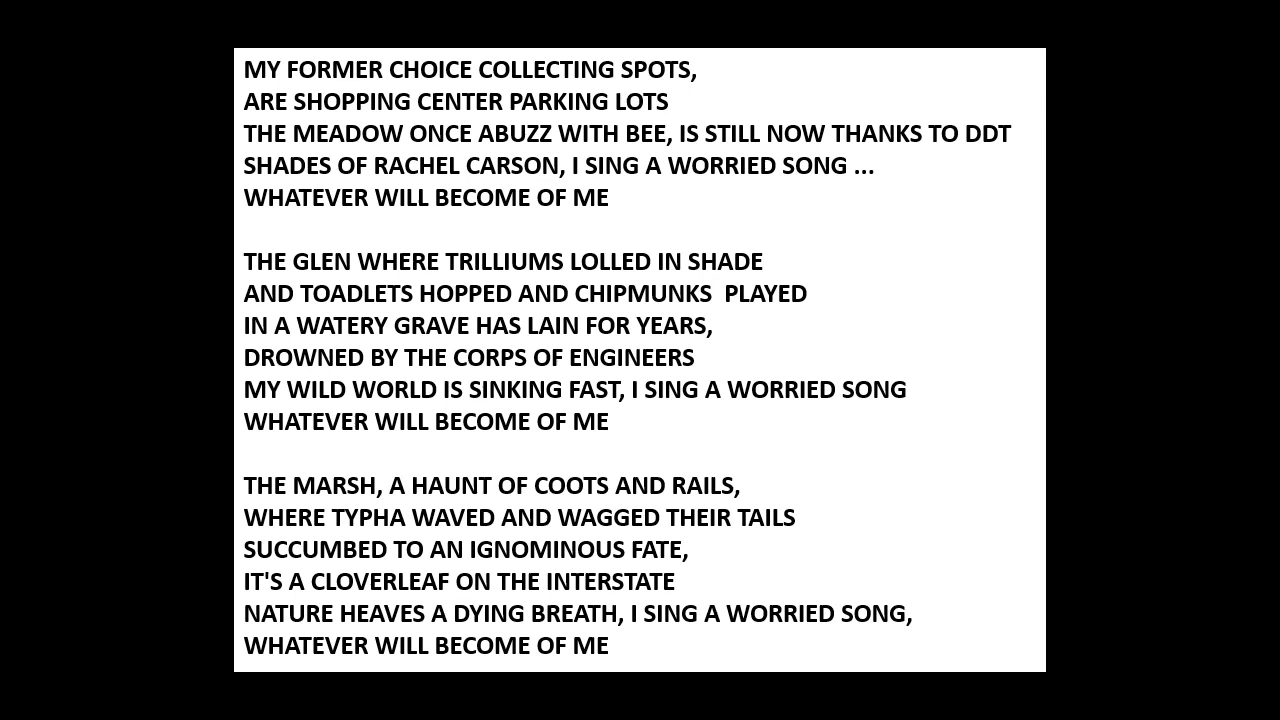 MY FORMER CHOICE COLLECTING SPOTS,
ARE SHOPPING CENTER PARKING LOTS
THE MEADOW ONCE ABUZZ WITH BEE, IS STILL NOW THANKS TO DDT
SHADES OF RACHEL CARSON, I SING A WORRIED SONG ...
WHATEVER WILL BECOME OF ME

THE GLEN WHERE TRILLIUMS LOLLED IN SHADE
AND TOADLETS HOPPED AND CHIPMUNKS  PLAYED
IN A WATERY GRAVE HAS LAIN FOR YEARS,
DROWNED BY THE CORPS OF ENGINEERS
MY WILD WORLD IS SINKING FAST, I SING A WORRIED SONG
WHATEVER WILL BECOME OF ME

THE MARSH, A HAUNT OF COOTS AND RAILS,
WHERE TYPHA WAVED AND WAGGED THEIR TAILS
SUCCUMBED TO AN IGNOMINOUS FATE,
IT'S A CLOVERLEAF ON THE INTERSTATE
NATURE HEAVES A DYING BREATH, I SING A WORRIED SONG,
WHATEVER WILL BECOME OF ME